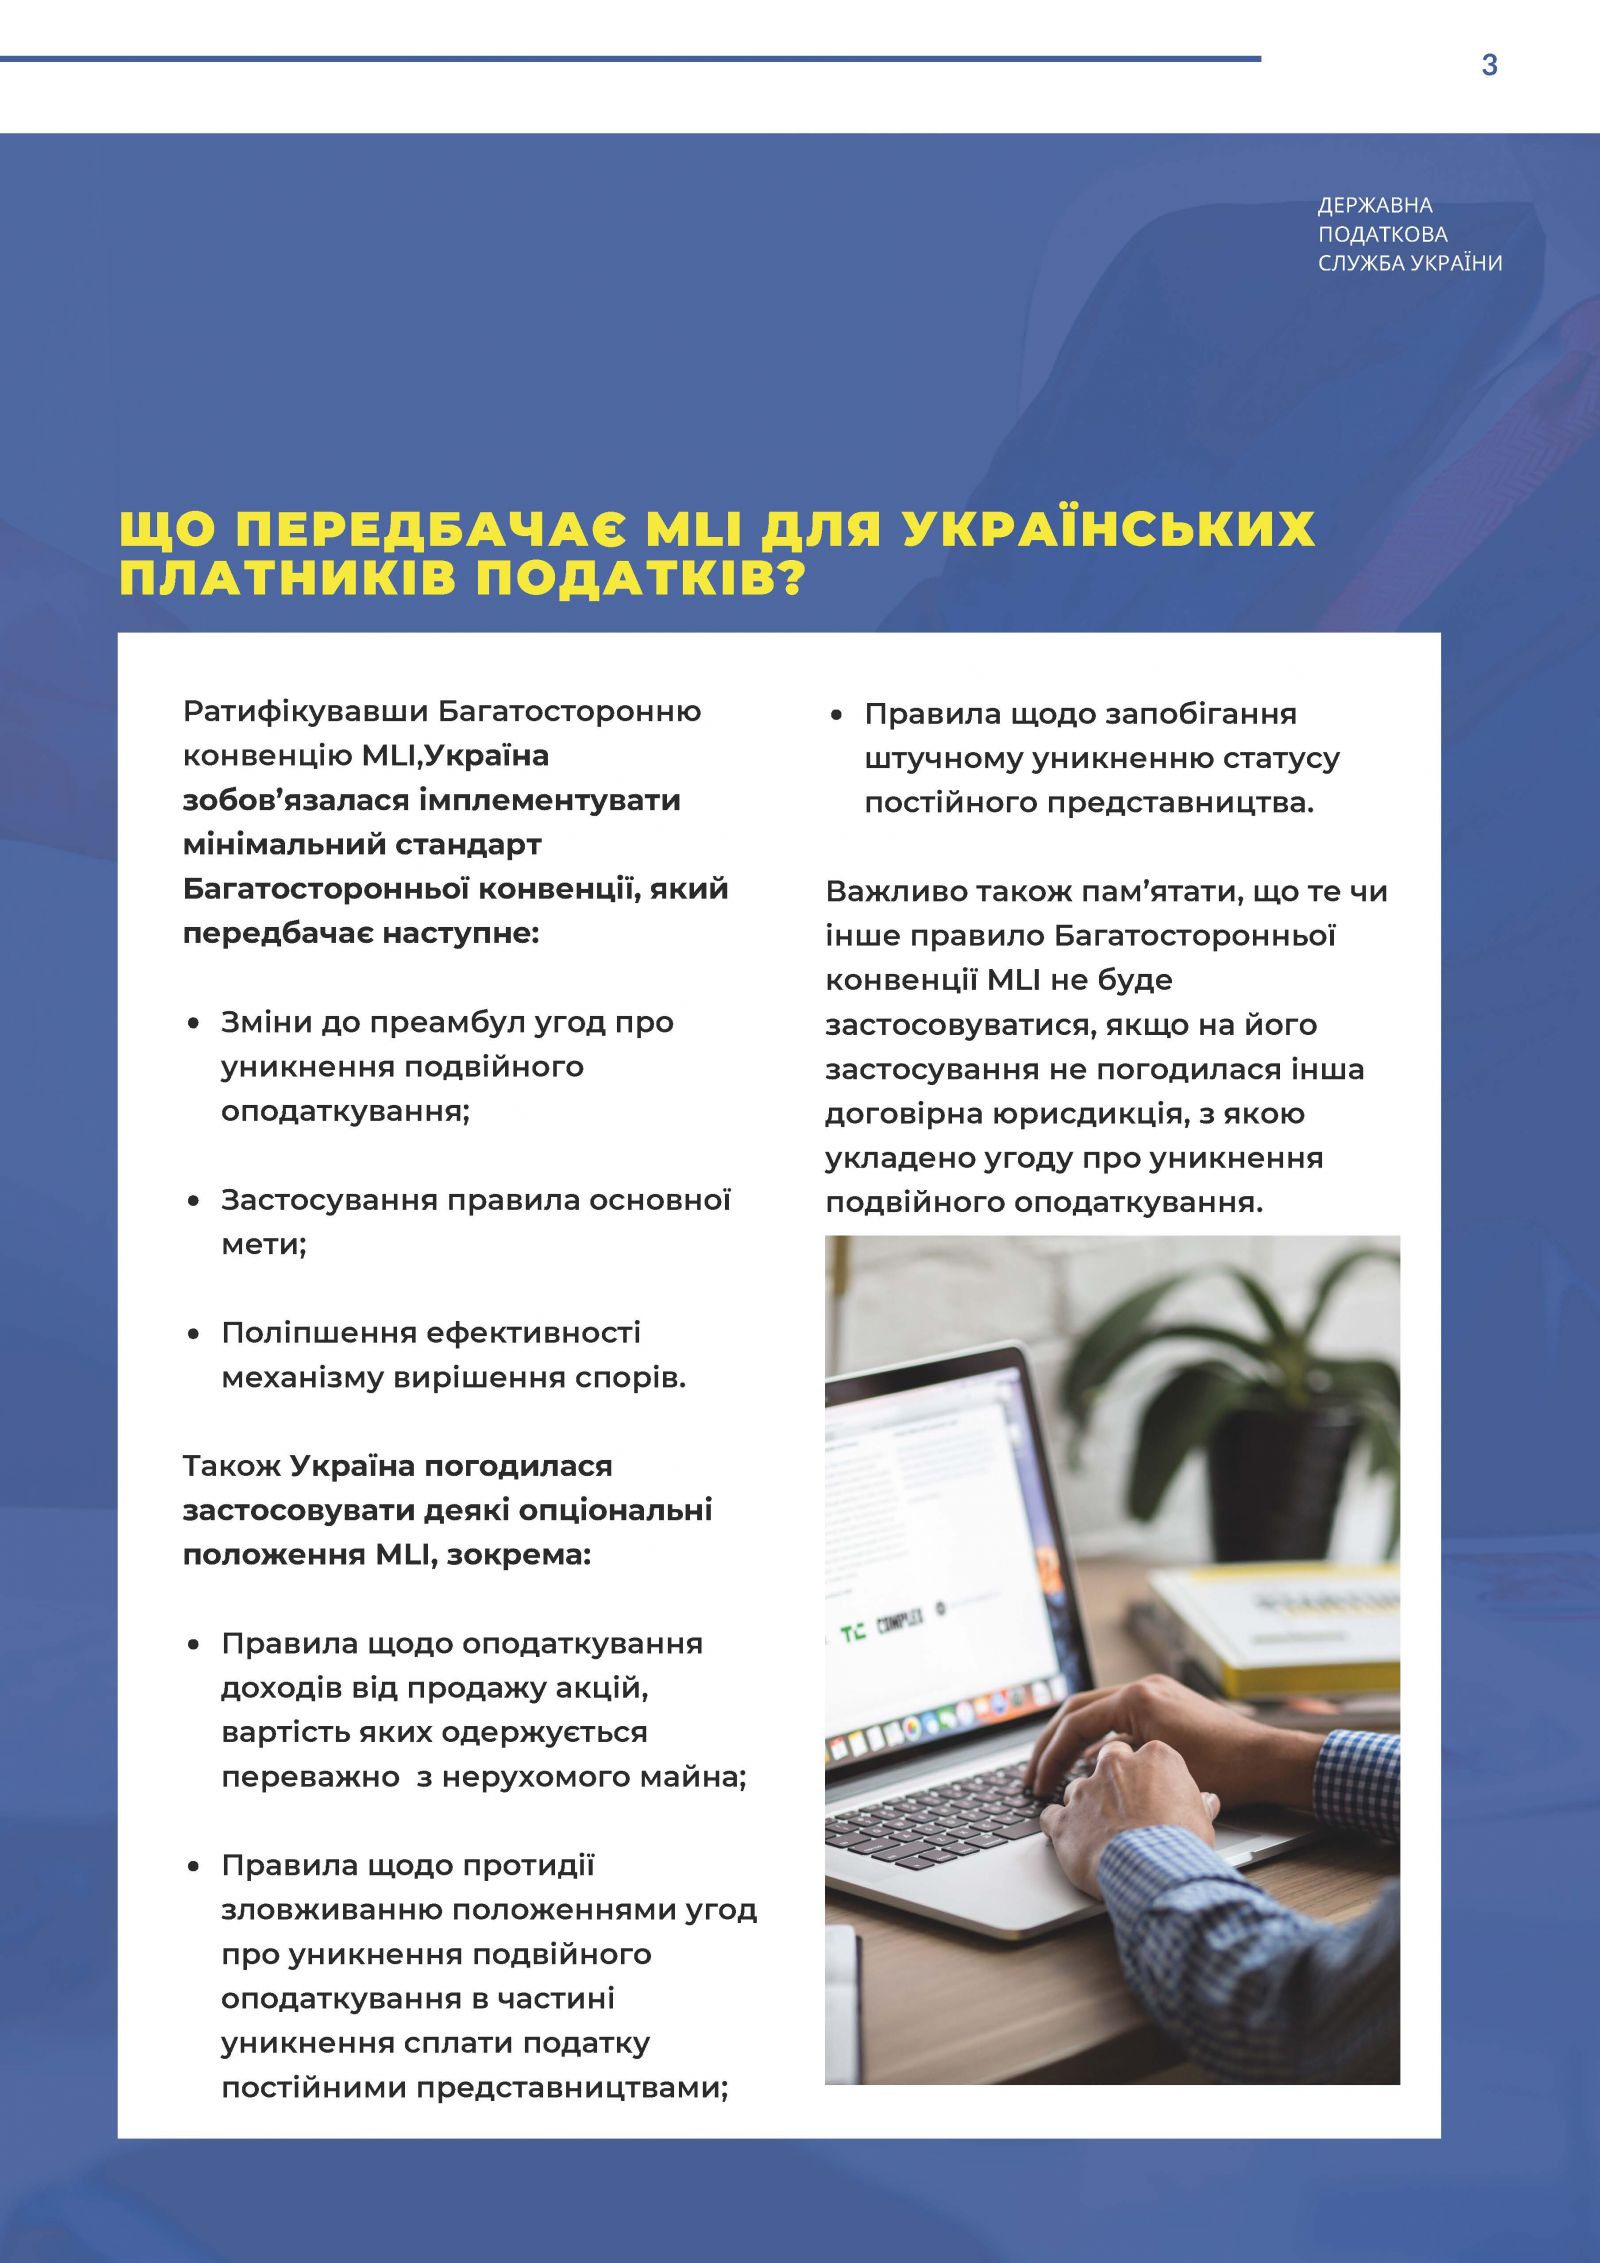 3
ДЕРЖАВНА
ПОДАТКОВА
СЛУЖБА УКРАЇНИ
ЩО ПЕРЕДБАЧАЄ MLI ДЛЯ УКРАЇНСЬКИХ
ПЛАТНИКІВ ПОДАТКІВ?
Ратифікувавши Багатосторонню
конвенцію MLI,Україна
зобов’язалася імплементувати
мінімальний стандарт
Багатосторонньої конвенції, який
передбачає наступне:
• Зміни до преамбул угод про
уникнення подвійного
оподаткування;
• Застосування правила основної
мети;
• Поліпшення ефективності
механізму вирішення спорів.
Також Україна погодилася
застосовувати деякі опціональні
положення MLI, зокрема:
• Правила щодо оподаткування
доходів від продажу акцій,
вартість яких одержується
переважно  з нерухомого майна;
• Правила щодо протидії
зловживанню положеннями угод
про уникнення подвійного
оподаткування в частині
уникнення сплати податку
постійними представництвами;
• Правила щодо запобігання
штучному уникненню статусу
постійного представництва.
Важливо також пам’ятати, що те чи
інше правило Багатосторонньої
конвенції MLI не буде
застосовуватися, якщо на його
застосування не погодилася інша
договірна юрисдикція, з якою
укладено угоду про уникнення
подвійного оподаткування.
TC COMPLEX